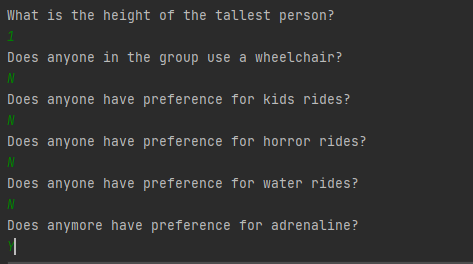 What is the height of the tallest person?
1
Does anyone in the group use a wheelchair?
N
Does anyone have preference for kids rides?
N
Does anyone have preference for horror rides?
N
Does anyone have preference for water rides?
N
Does anymore have preference for adrenaline?
Y